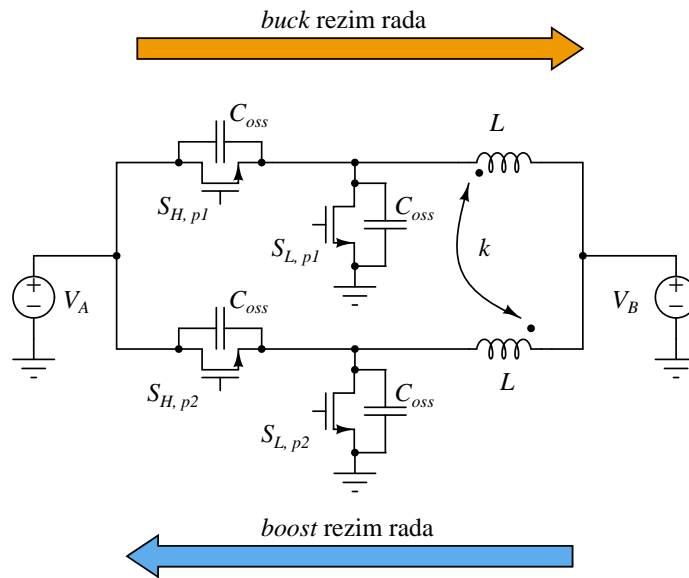 buck rezim rada
C_oss
L
S_H, p1
S_L, p1
C_oss
k
V_A
C_oss
V_B
S_H, p2
L
S_L, p2
C_oss
boost rezim rada